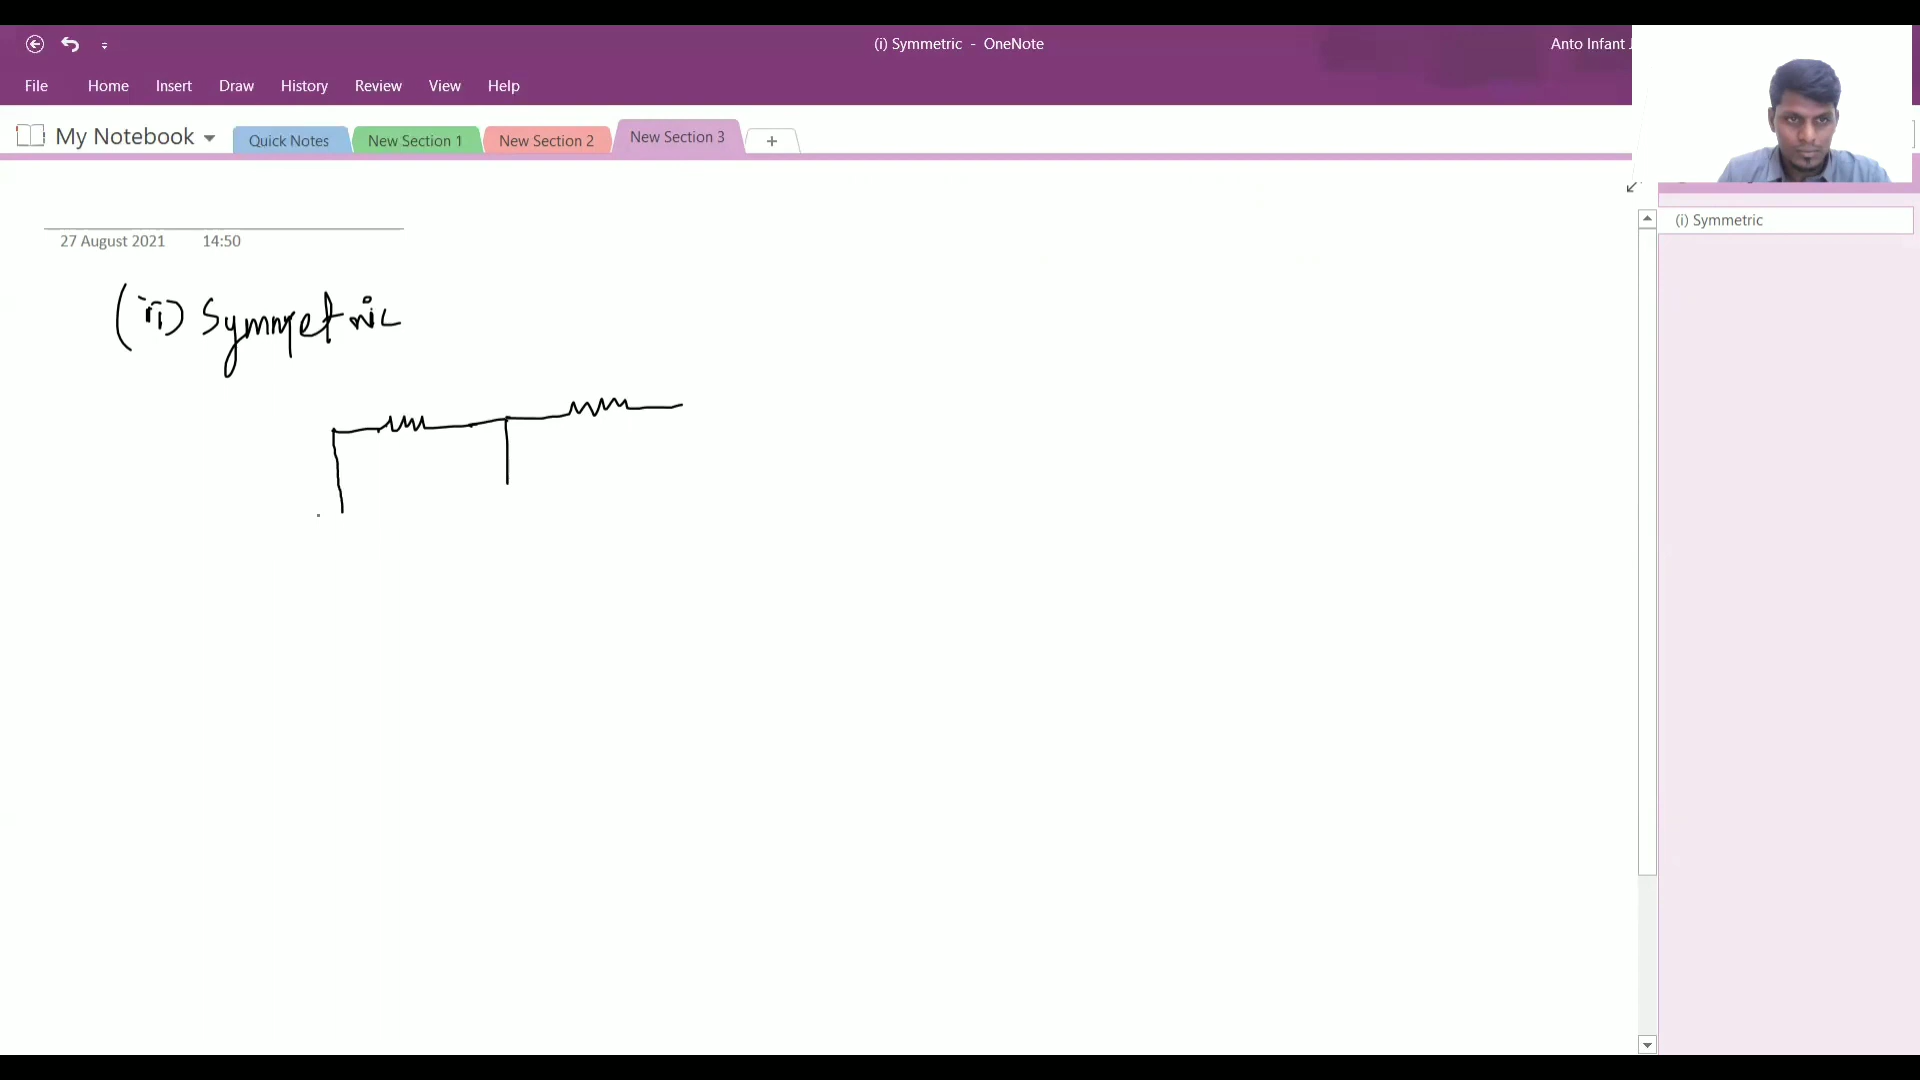 (i) Symmetric - OneNote
Anto Infant J
File Home Insert Draw History Review View Help
My Notebook Quick Notes New Section 1 New Section 2 New Section 3 +
(i) Symmetric
27 August 2021 14:50
(ii) Symmetric